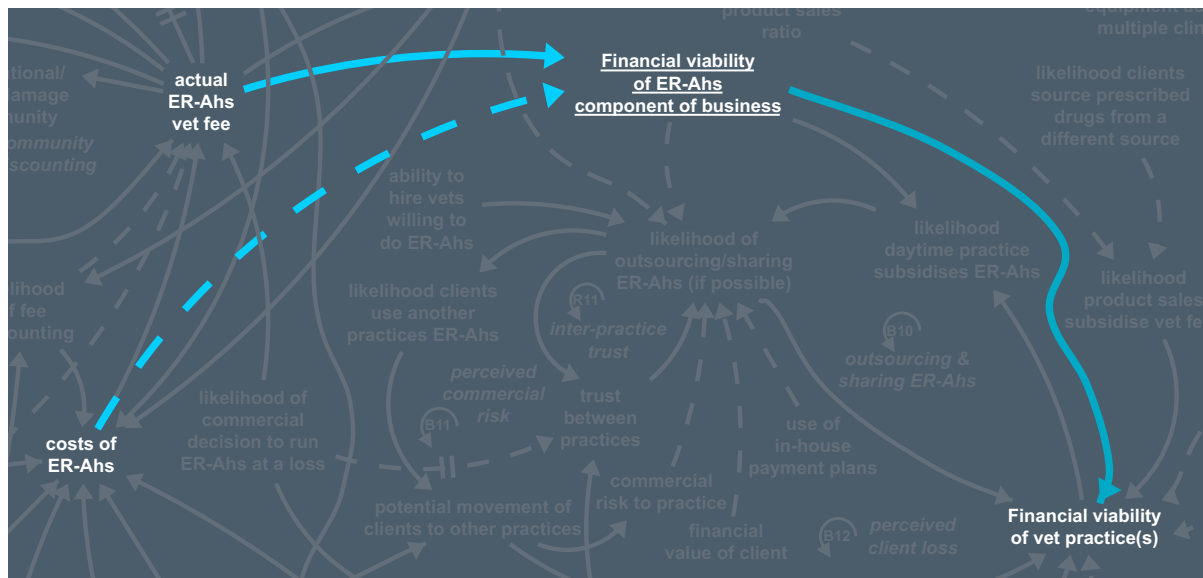 product sales
ratio
multiple clin
ational/
damage
munity
ommunity
iscounting
actual
ER-Ahs
vet fee
Financial viability
of ER-Ahs
component of business
likelihood clients
source prescribed
drugs from a
different source
ability to
hire vets
willing to
do ER-Ahs
likelihood of
outsourcing/sharing
ER-Ahs (if possible)
likelihood
daytime practice
subsidises ER-Ahs
likelihood
product sales
subsidise vet fe
elihood
f fee
ounting
likelihood clients
use another
practices ER-Ahs
R11
inter-practice
trust
B10
outsourcing &
sharing ER-Ahs
perceived
commercial
risk
B11
trust
between
practices
likelihood of
commercial
decision to run
ER-Ahs at a loss
costs of
ER-Ahs
use of
in-house
payment plans
potential movement of
clients to other practices
commercial
risk to practice
financial
value of client
B12
perceived
client loss
Financial viability
of vet practice(s)